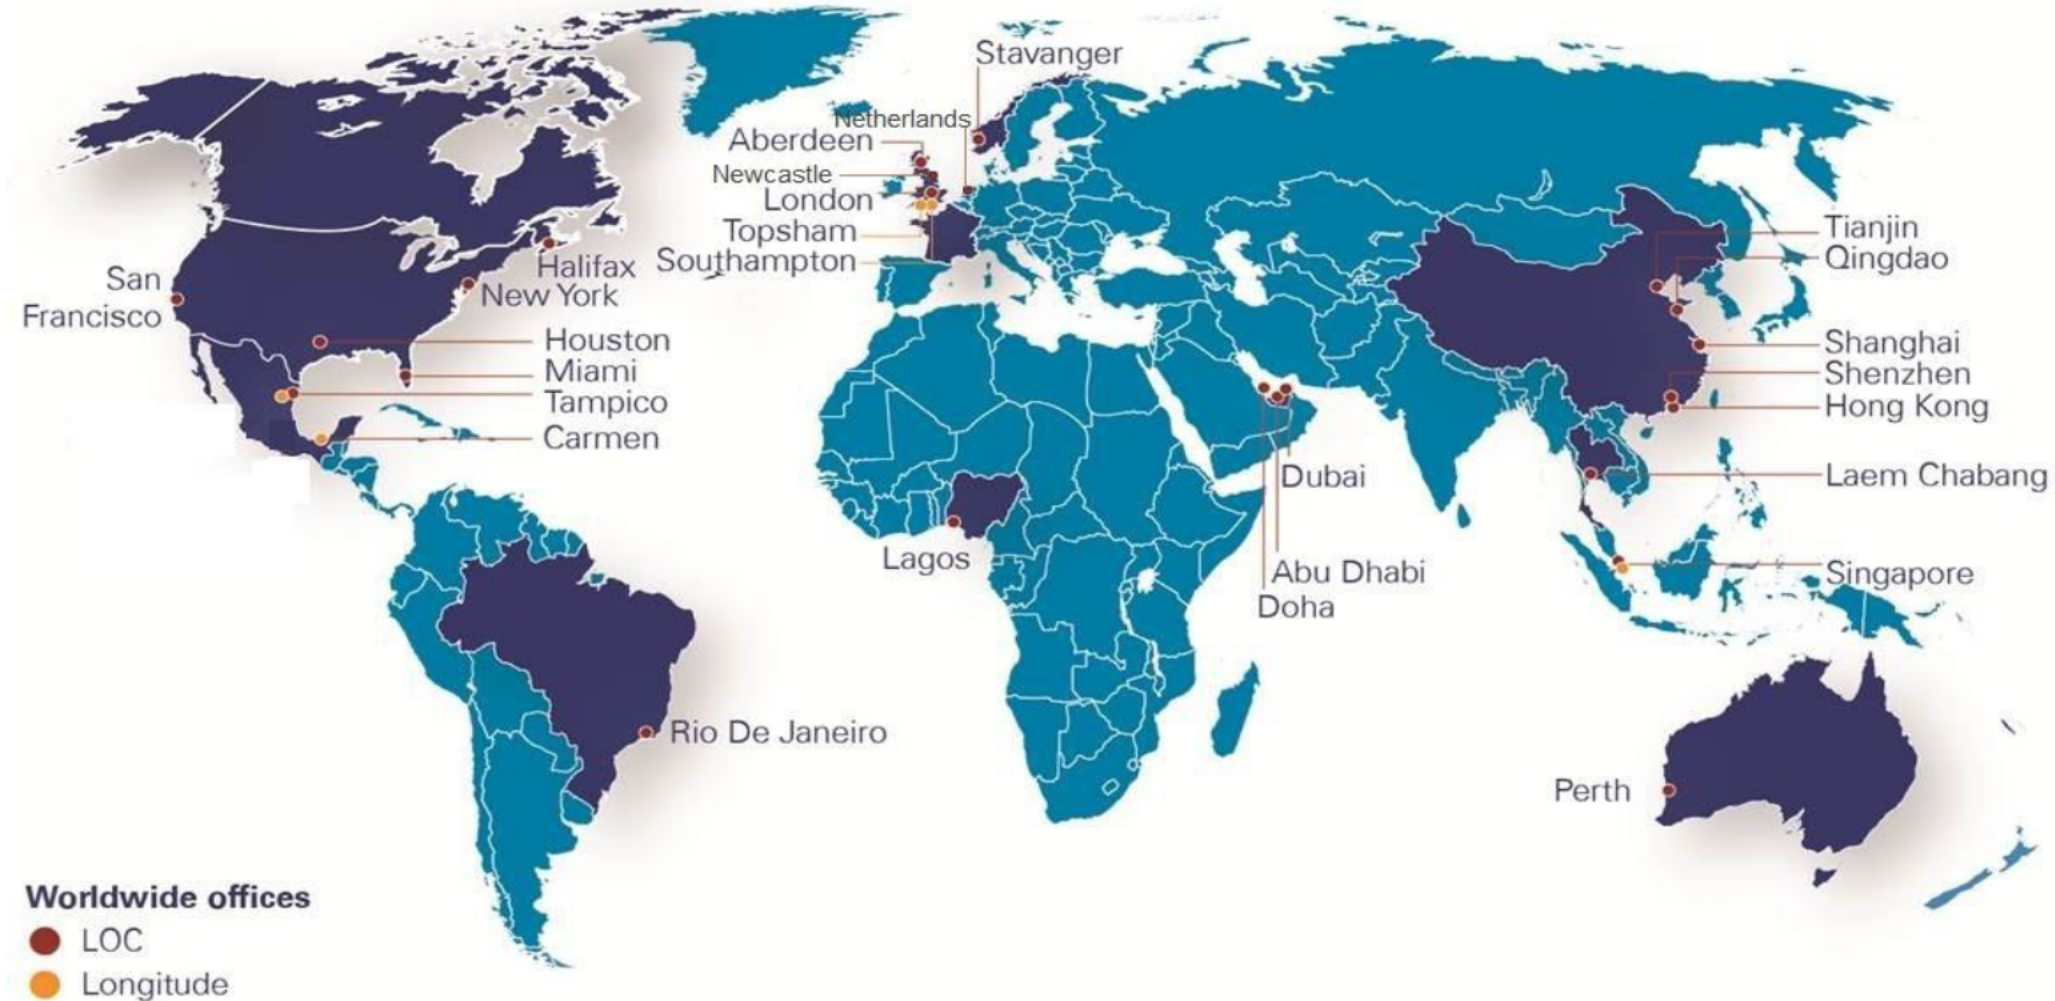 Stavanger
Netherlands
Aberdeen
Newcastle
London
Topsham
Southampton
Tianjin
Qingdao
San
Francisco
Halifax
New York
Houston
Miami
Tampico
Carmen
Shanghai
Shenzhen
Hong Kong
Laem Chabang
Dubai
Lagos
Abu Dhabi
Doha
Singapore
Rio De Janeiro
Perth
Worldwide offices
LOC
Longitude